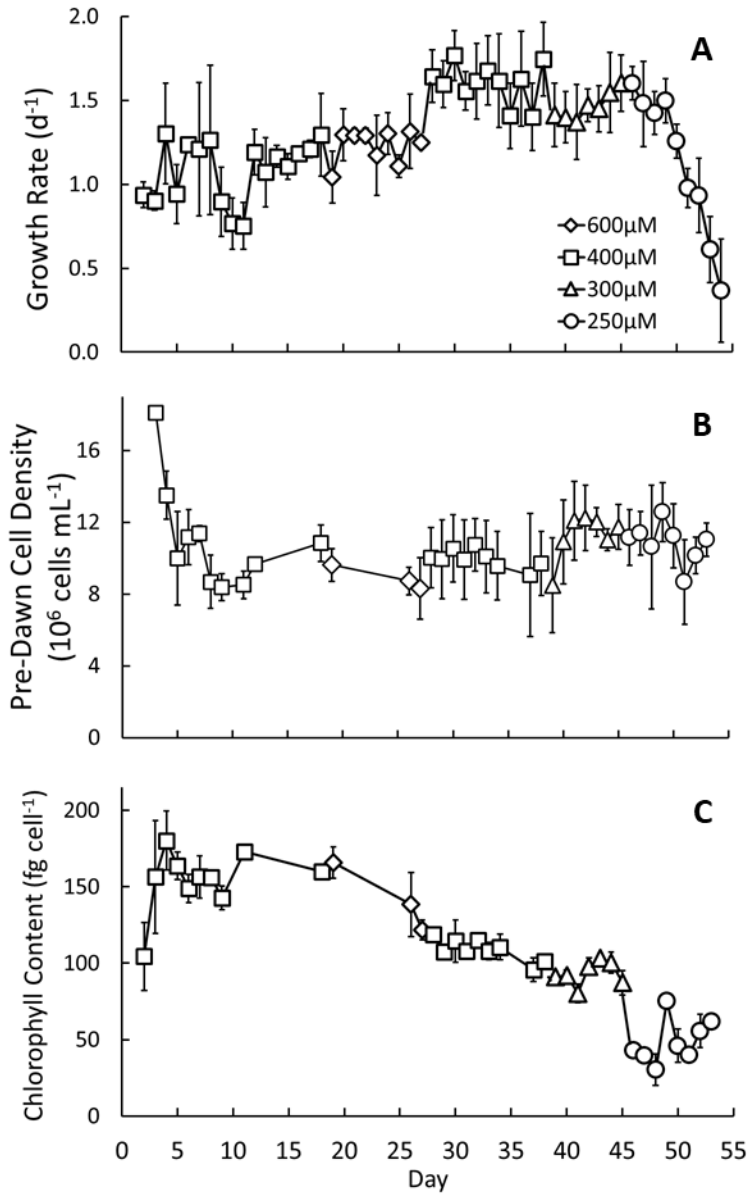 A
Growth Rate (d⁻¹)
2.0
1.5
1.0
0.5
0.0
600μM
400μM
300μM
250μM
B
Pre-Dawn Cell Density
(10⁶ cells mL⁻¹)
16
12
8
4
0
C
Chlorophyll Content (fg cell⁻¹)
200
150
100
50
0
0 5 10 15 20 25 30 35 40 45 50 55
Day